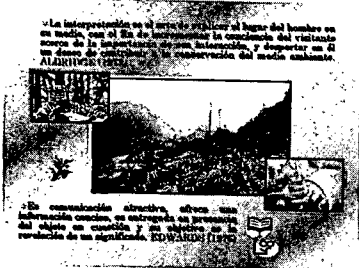 La interpretación es el arte de explicar el lugar del hombre en
su medio, con el fin de incrementar la conciencia del visitante
acerca de la importancia de esa interacción, y despertar en él
un deseo de contribuir a la conservación del medio ambiente.
ALDRIDGE
Es comunicación atractiva, ofrece una
información concisa, es entregada en presencia
del objeto en cuestión y su objetivo es la
revelación de un significado. EDWARDS (1976)